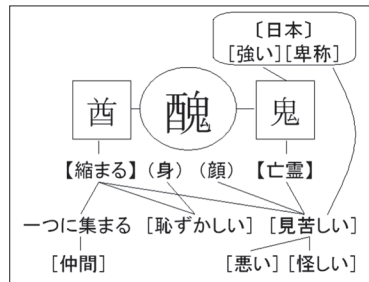 〔日本〕
[強い][卑称]
酋 醜 鬼
【縮まる】(身)(顔)【亡霊】
一つに集まる [恥ずかしい] [見苦しい]
[仲間] [悪い][怪しい]